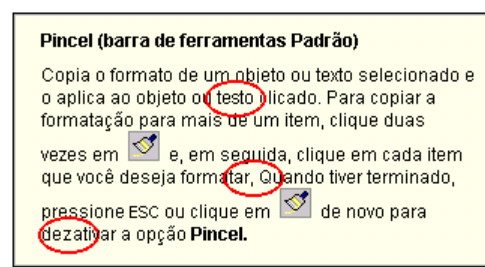 Pincel (barra de ferramentas Padrão)
Copia o formato de um objeto ou texto selecionado e
o aplica ao objeto ou testo clicado. Para copiar a
formatação para mais de um item, clique duas
vezes em e, em seguida, clique em cada item
que você deseja formatar, Quando tiver terminado,
pressione ESC ou clique em de novo para
dezativar a opção Pincel.